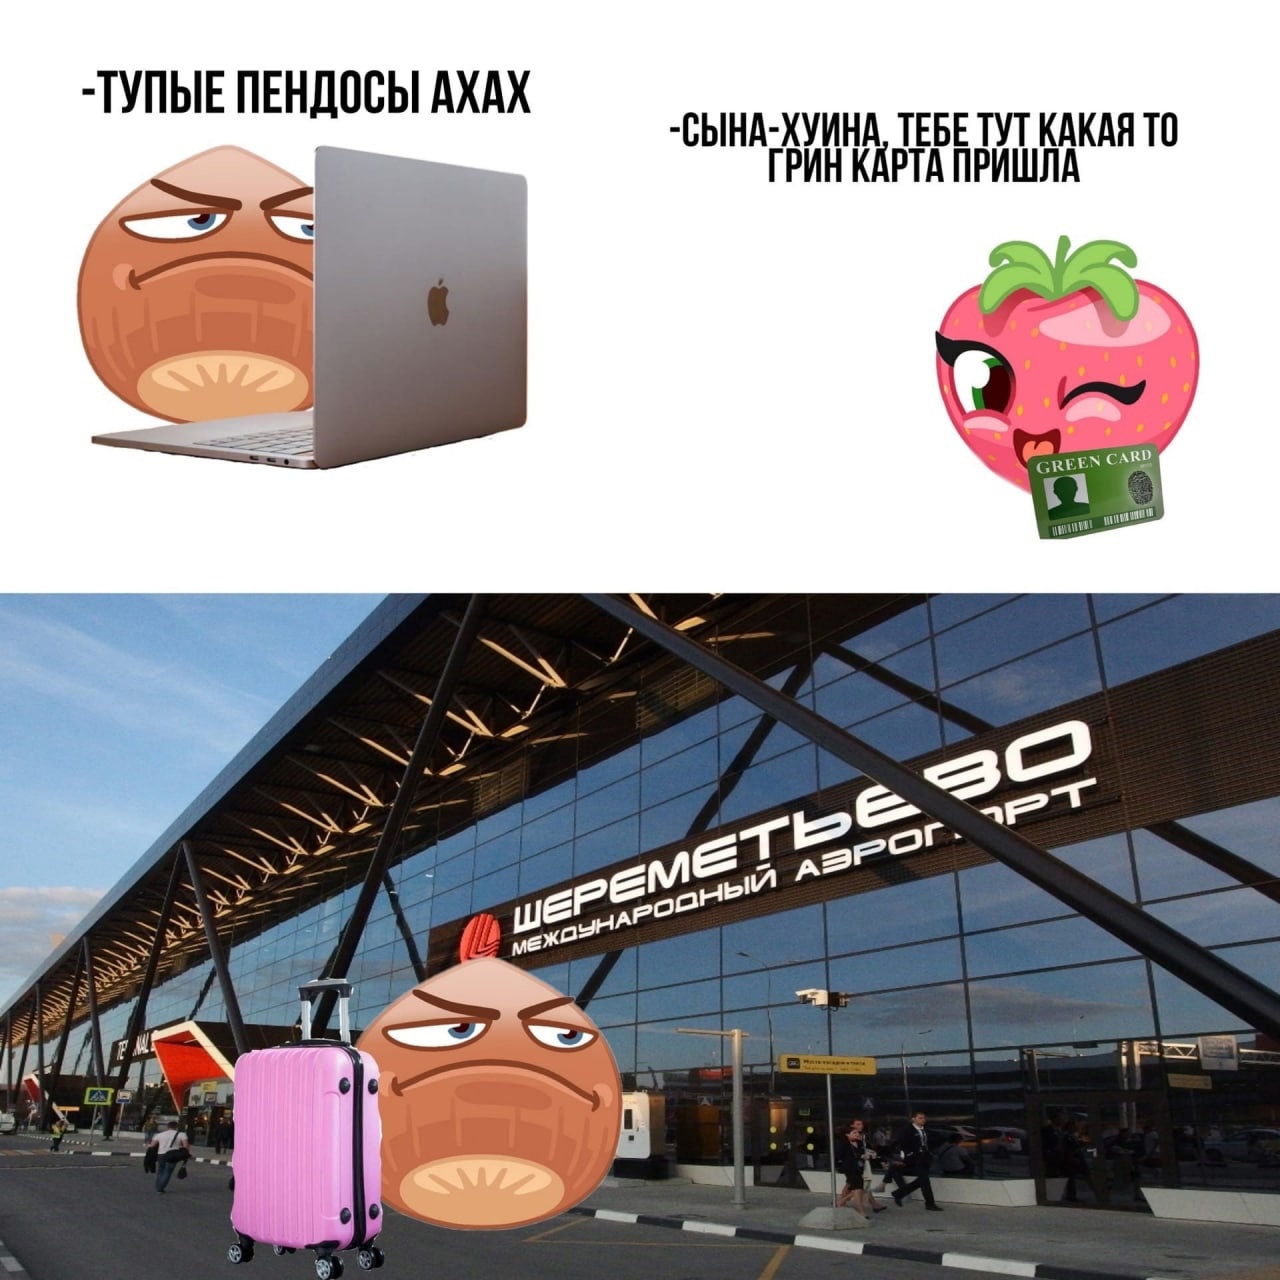 -ТУПЫЕ ПЕНДОСЫ АХАХ
-СЫНА-ХУИНА, ТЕБЕ ТУТ КАКАЯ ТО
ГРИН КАРТА ПРИШЛА
GREEN CARD
ШЕРЕМЕТЬЕВО
МЕЖДУНАРОДНЫЙ АЭРОПОРТ